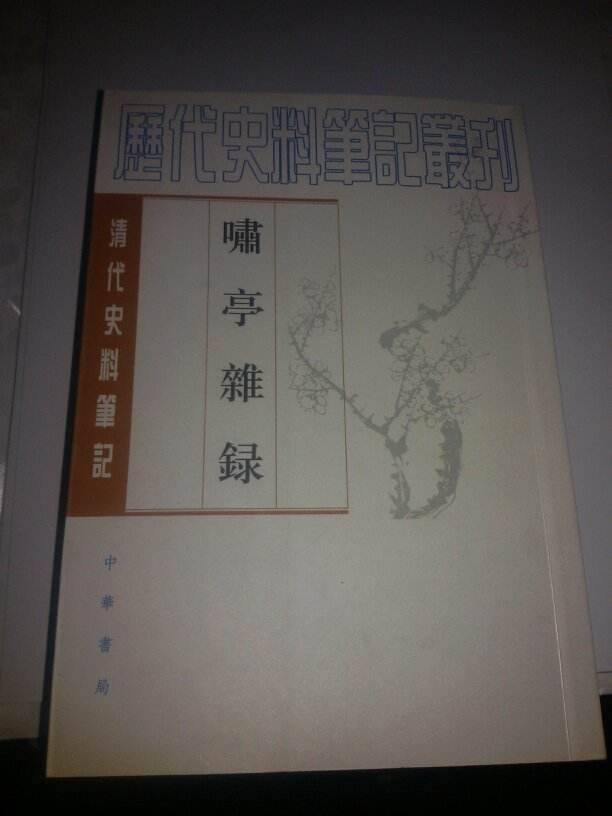 歷代史料筆記叢刊
清代史料筆記
嘯亭雜録
中華書局